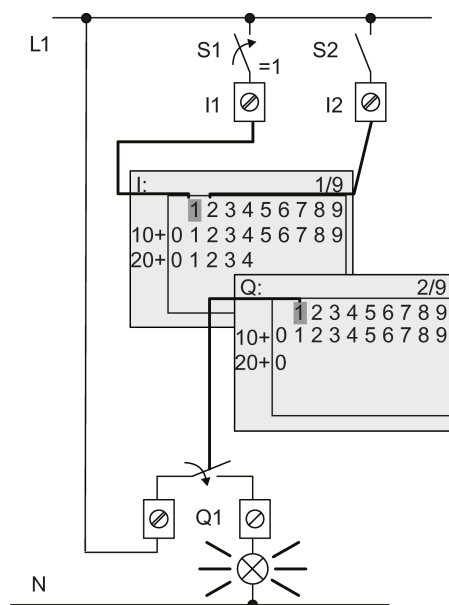 L1
S1
=1
S2
I1
I2
I: 1/9
1 2 3 4 5 6 7 8 9
10+ 0 1 2 3 4 5 6 7 8 9
20+ 0 1 2 3 4
Q: 2/9
1 2 3 4 5 6 7 8 9
10+ 0 1 2 3 4 5 6 7 8 9
20+ 0
Q1
N